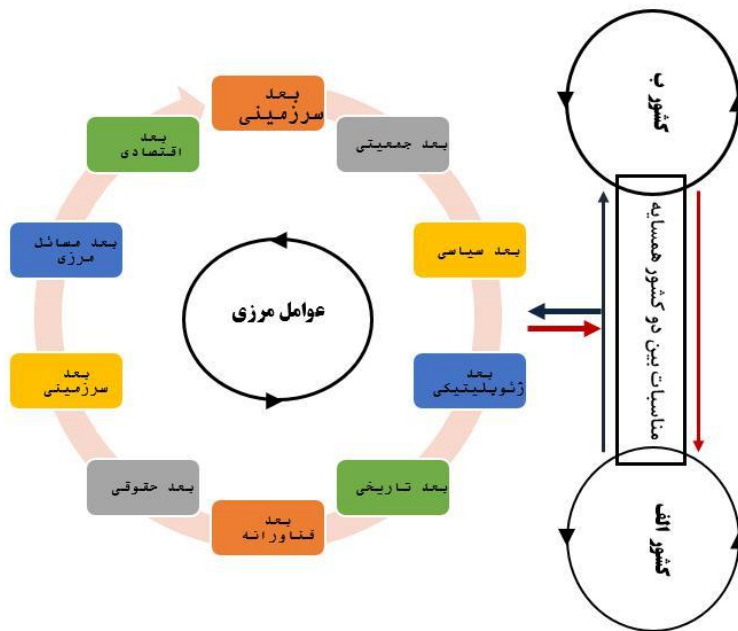 بعد
سرزمینی
بعد جمعیتی
بعد سیاسی
بعد
ژئوپلیتیکی
بعد تاریخی
بعد
فناورانه
بعد حقوقی
بعد
سرزمینی
بعد مسائل
مرزی
بعد
اقتصادی
عوامل مرزی
کشور ب
مناسبات بین دو کشور همسایه
کشور الف